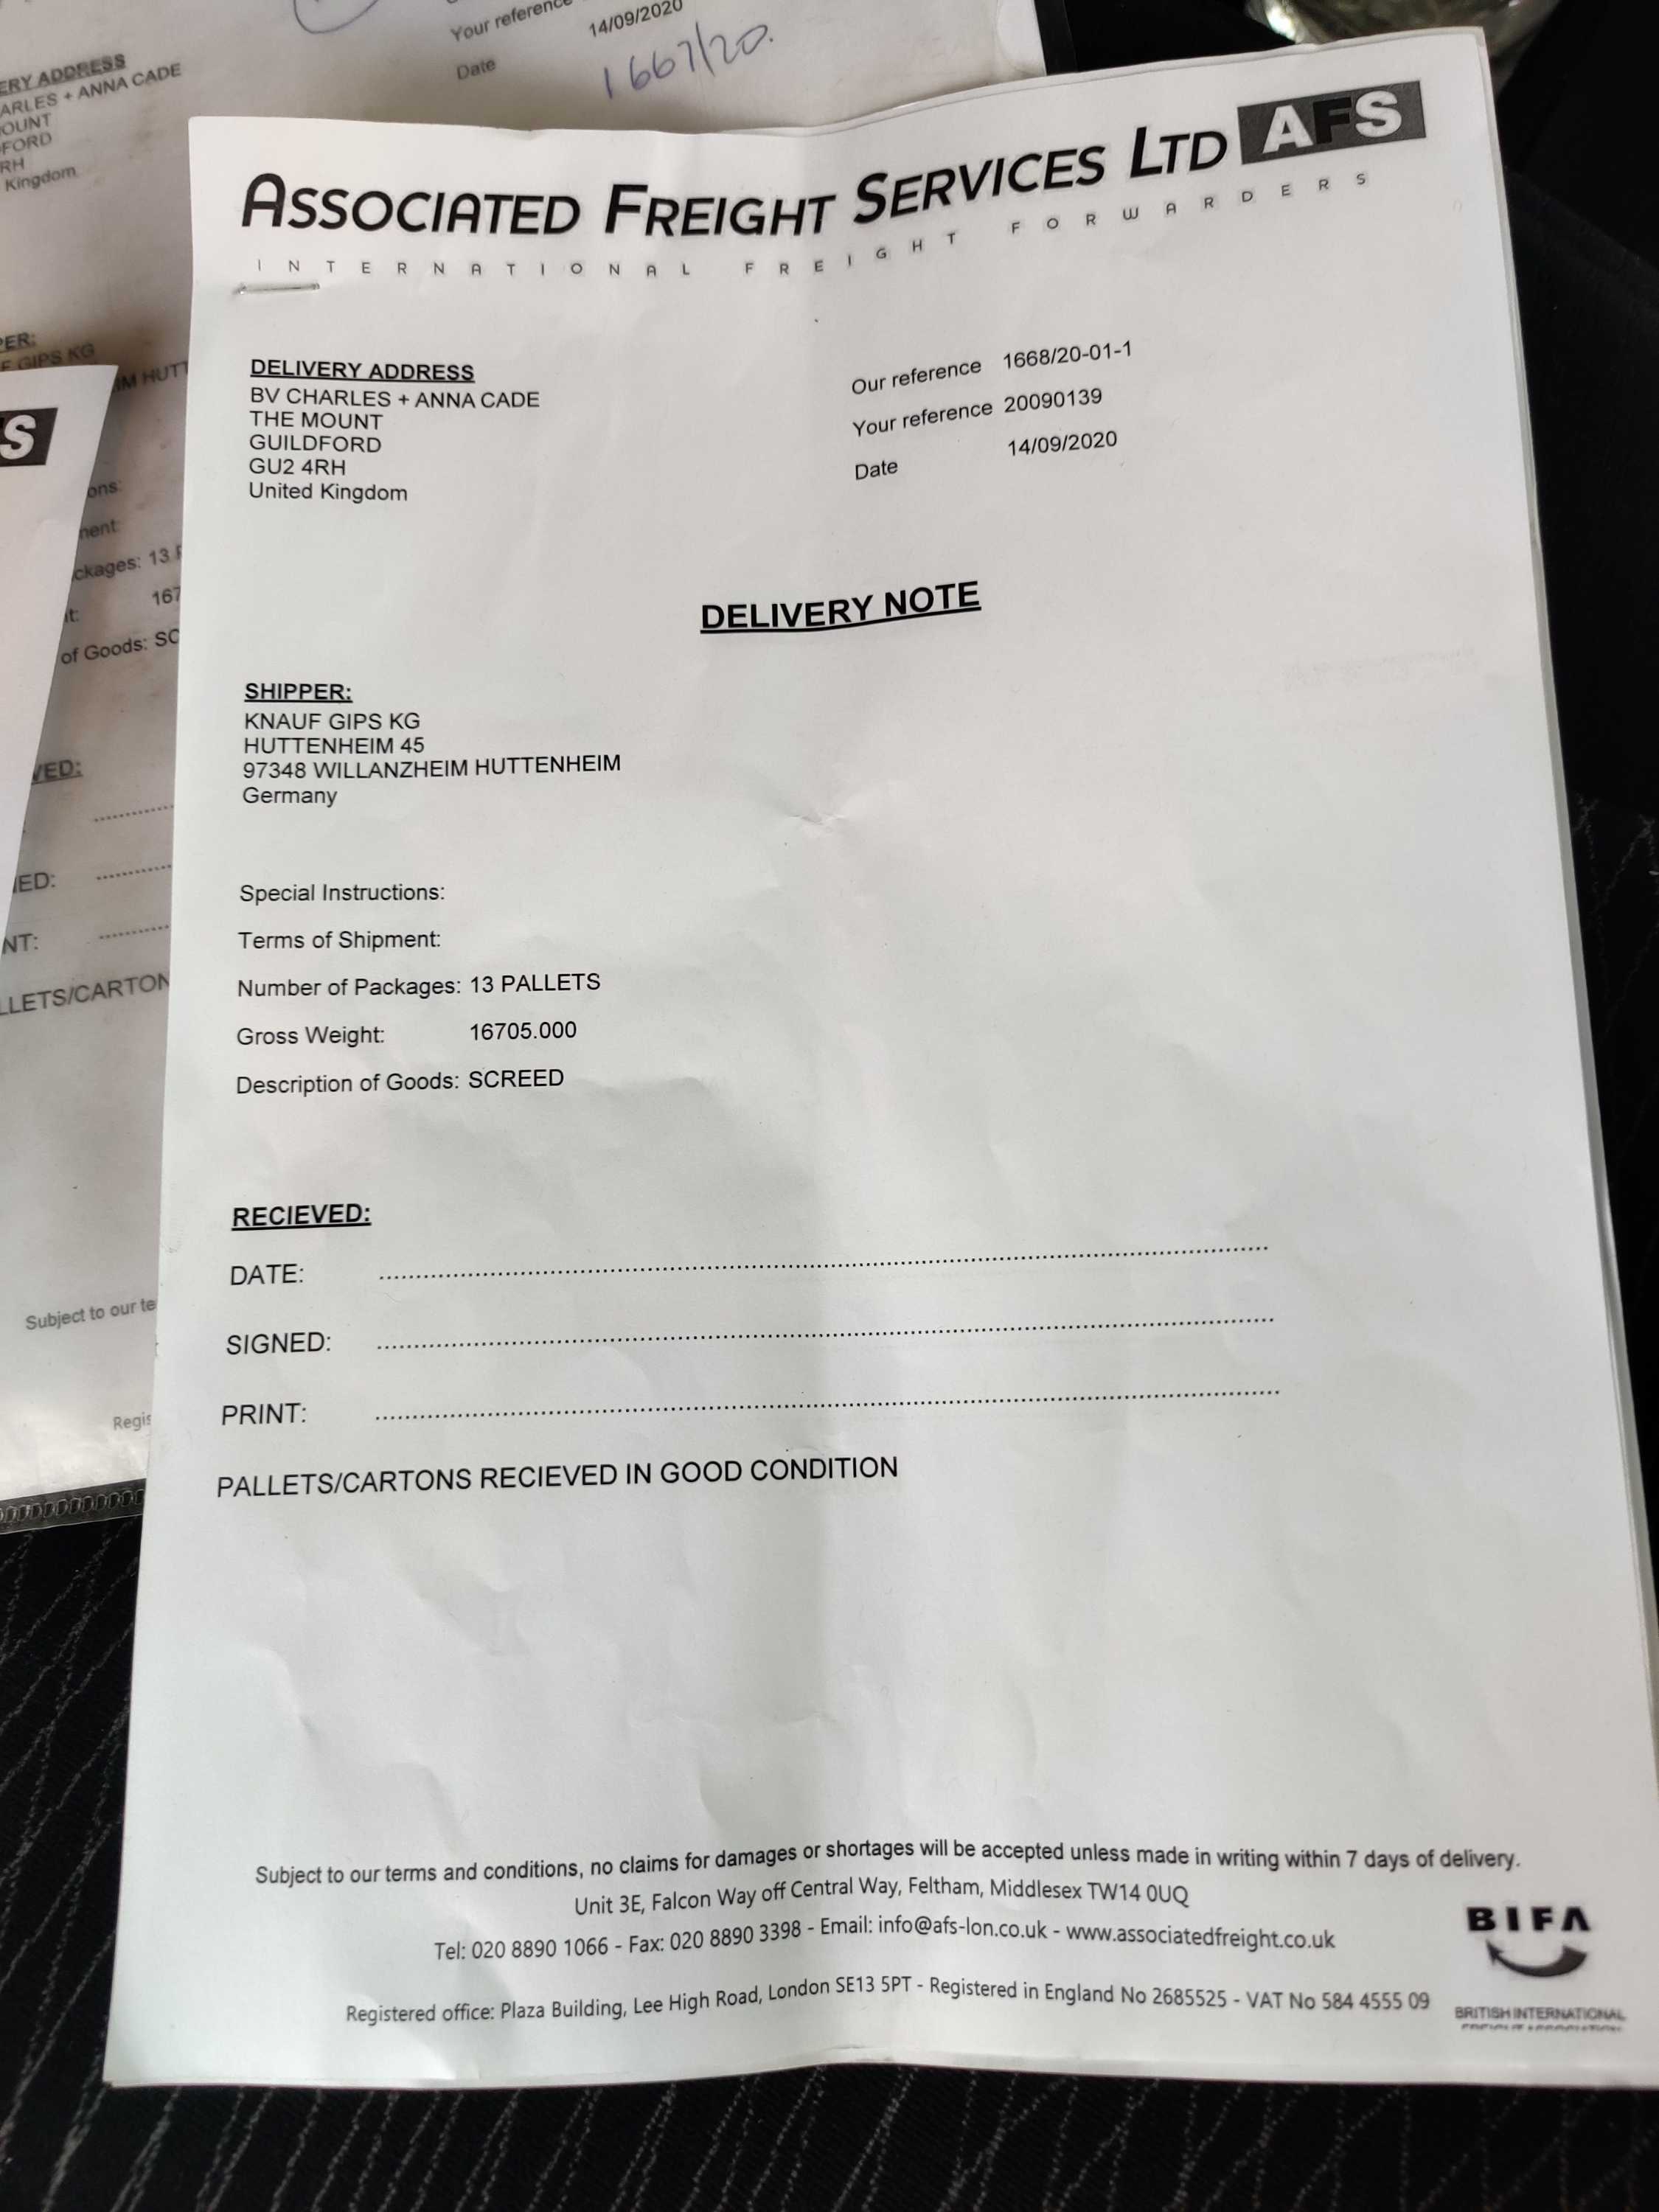 Your reference
14/09/2020
Date
1667/20.
ERY ADDRESS
ARLES + ANNA CADE
OUNT
FORD
RH
Kingdom
PER:
F GIPS KG
IM HUTT
S
ons:
nent:
ckages: 13 P
t: 167
of Goods: SC
VED:
NED:
NT:
LLETS/CARTON
Subject to our te
Regis
ASSOCIATED FREIGHT SERVICES LTD AFS
INTERNATIONAL FREIGHT FORWARDERS
DELIVERY ADDRESS
BV CHARLES + ANNA CADE
THE MOUNT
GUILDFORD
GU2 4RH
United Kingdom
Our reference 1668/20-01-1
Your reference 20090139
Date 14/09/2020
DELIVERY NOTE
SHIPPER:
KNAUF GIPS KG
HUTTENHEIM 45
97348 WILLANZHEIM HUTTENHEIM
Germany
Special Instructions:
Terms of Shipment:
Number of Packages: 13 PALLETS
Gross Weight: 16705.000
Description of Goods: SCREED
RECIEVED:
DATE:
SIGNED:
PRINT:
PALLETS/CARTONS RECIEVED IN GOOD CONDITION
Subject to our terms and conditions, no claims for damages or shortages will be accepted unless made in writing within 7 days of delivery.
Unit 3E, Falcon Way off Central Way, Feltham, Middlesex TW14 0UQ
Tel: 020 8890 1066 - Fax: 020 8890 3398 - Email: info@afs-lon.co.uk - www.associatedfreight.co.uk
Registered office: Plaza Building, Lee High Road, London SE13 5PT - Registered in England No 2685525 - VAT No 584 4555 09
BIFA
BRITISH INTERNATIONAL